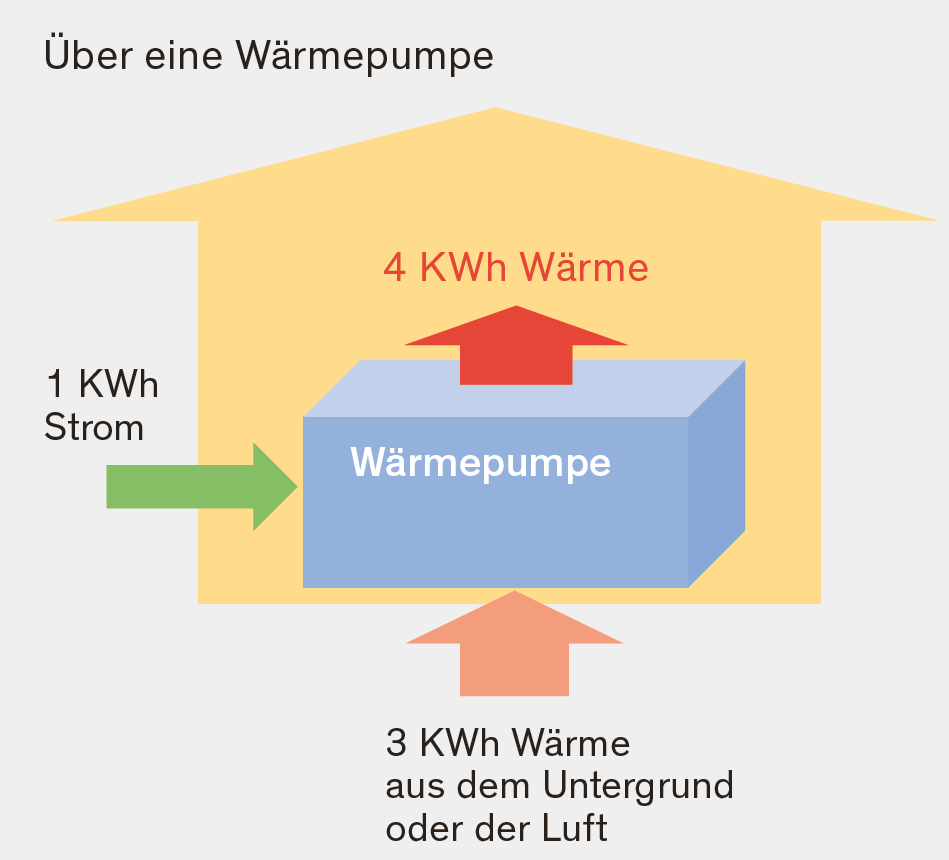 Über eine Wärmepumpe
4 KWh Wärme
1 KWh
Strom
Wärmepumpe
3 KWh Wärme
aus dem Untergrund
oder der Luft